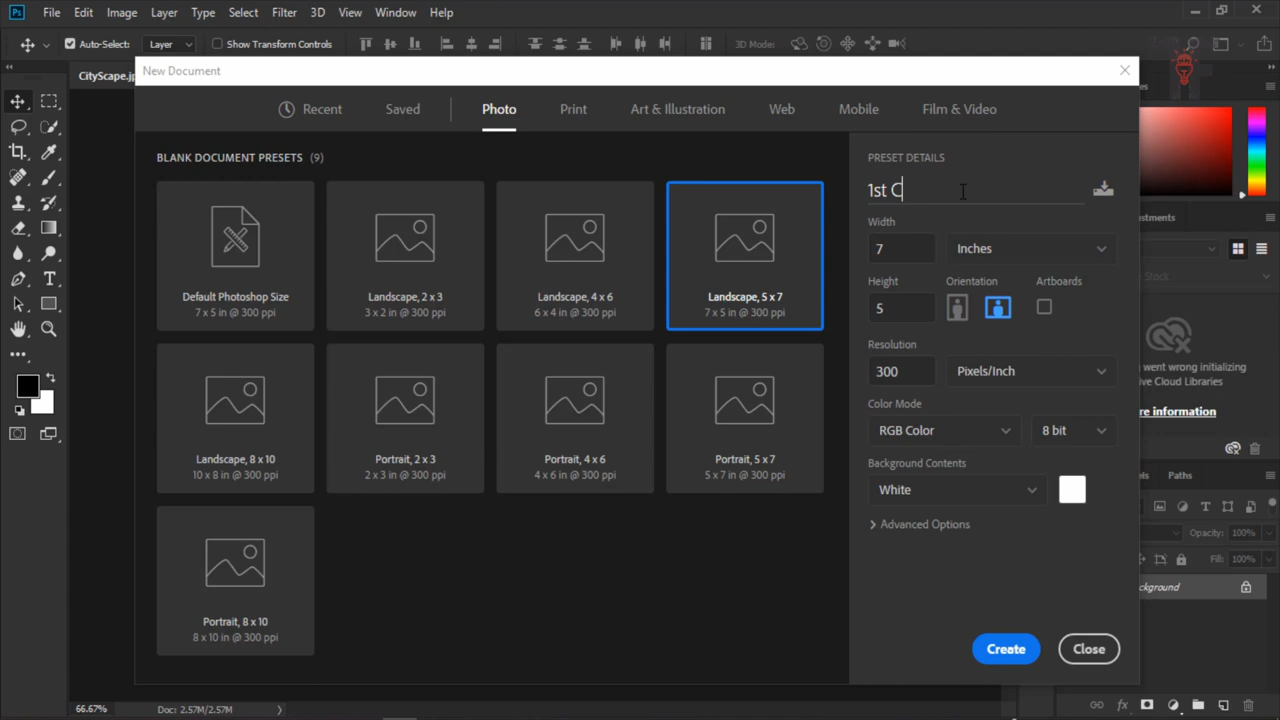 Ps File Edit Image Layer Type Select Filter 3D View Window Help
Auto-Select: Layer Show Transform Controls 3D Mode:
CityScape.jp
New Document
Recent Saved Photo Print Art & Illustration Web Mobile Film & Video
BLANK DOCUMENT PRESETS (9)
Default Photoshop Size
7 x 5 in @ 300 ppi
Landscape, 2 x 3
3 x 2 in @ 300 ppi
Landscape, 4 x 6
6 x 4 in @ 300 ppi
Landscape, 5 x 7
7 x 5 in @ 300 ppi
Landscape, 8 x 10
10 x 8 in @ 300 ppi
Portrait, 2 x 3
2 x 3 in @ 300 ppi
Portrait, 4 x 6
4 x 6 in @ 300 ppi
Portrait, 5 x 7
5 x 7 in @ 300 ppi
Portrait, 8 x 10
8 x 10 in @ 300 ppi
PRESET DETAILS
1st C
Width
7 Inches
Height Orientation Artboards
5
Resolution
300 Pixels/Inch
Color Mode
RGB Color 8 bit
Background Contents
White
Advanced Options
Create Close
es
justments
Stock
went wrong initializing
ive Cloud Libraries
re information
els Paths
Opacity: 100%
Fill: 100%
ckground
fx
66.67% Doc: 2.57M/2.57M